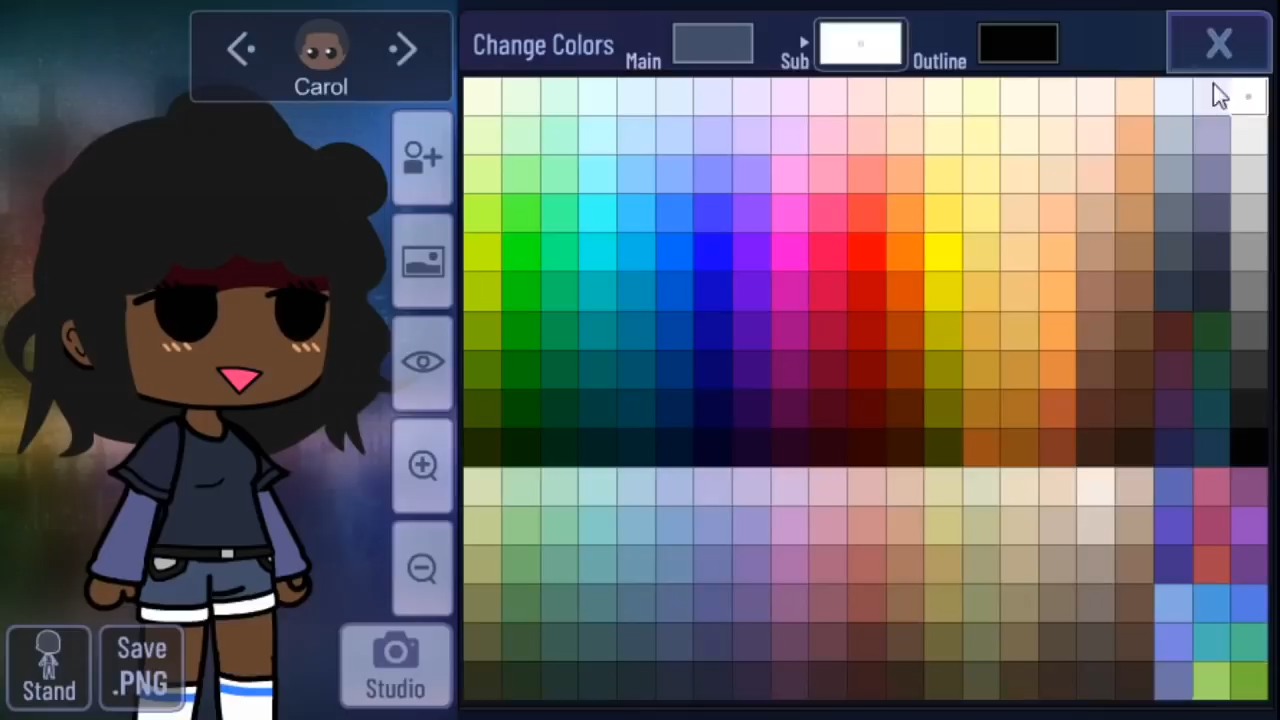 Carol
Change Colors
Main
Sub
Outline
X
Stand
Save
.PNG
Studio